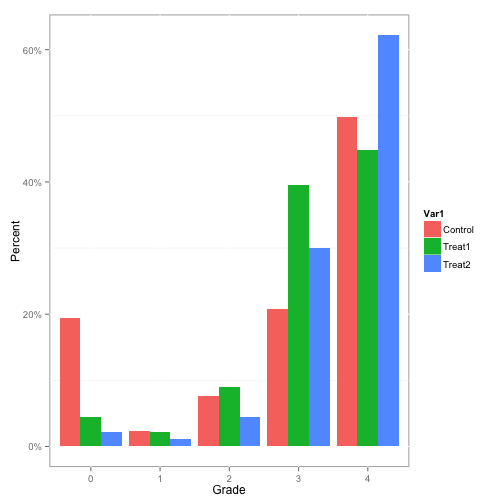 60%
40%
20%
0%
Percent
0 1 2 3 4
Grade
Var1
Control
Treat1
Treat2